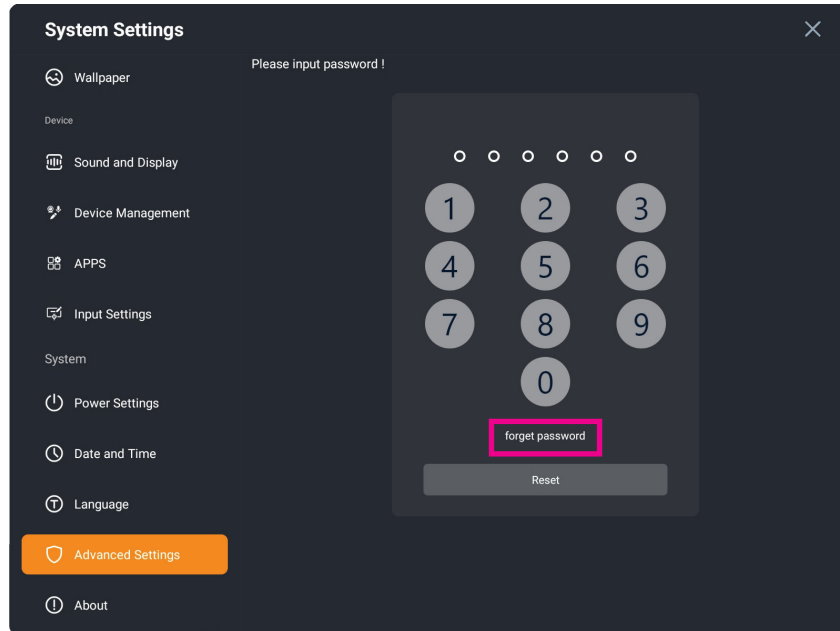 System Settings
Wallpaper
Device
Sound and Display
Device Management
APPS
Input Settings
System
Power Settings
Date and Time
Language
Advanced Settings
About
Please input password !
1 2 3
4 5 6
7 8 9
0
forget password
Reset